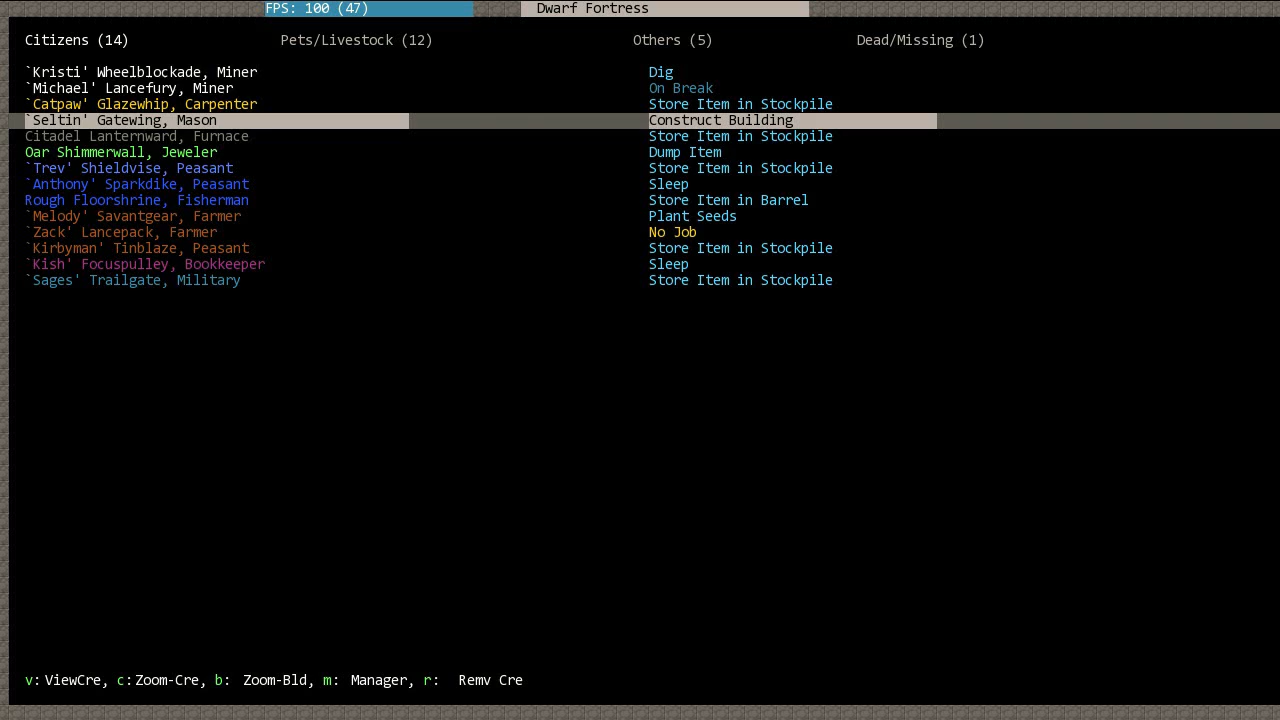 FPS: 100 (47) Dwarf Fortress
Citizens (14) Pets/Livestock (12) Others (5) Dead/Missing (1)
`Kristi' Wheelblockade, Miner Dig
`Michael' Lancefury, Miner On Break
`Catpaw' Glazewhip, Carpenter Store Item in Stockpile
`Seltin' Gatewing, Mason Construct Building
Citadel Lanternward, Furnace Store Item in Stockpile
Oar Shimmerwall, Jeweler Dump Item
`Trev' Shieldvise, Peasant Store Item in Stockpile
`Anthony' Sparkdike, Peasant Sleep
Rough Floorshrine, Fisherman Store Item in Barrel
`Melody' Savantgear, Farmer Plant Seeds
`Zack' Lancepack, Farmer No Job
`Kirbyman' Tinblaze, Peasant Store Item in Stockpile
`Kish' Focuspulley, Bookkeeper Sleep
`Sages' Trailgate, Military Store Item in Stockpile
v: ViewCre, c: Zoom-Cre, b: Zoom-Bld, m: Manager, r: Remv Cre